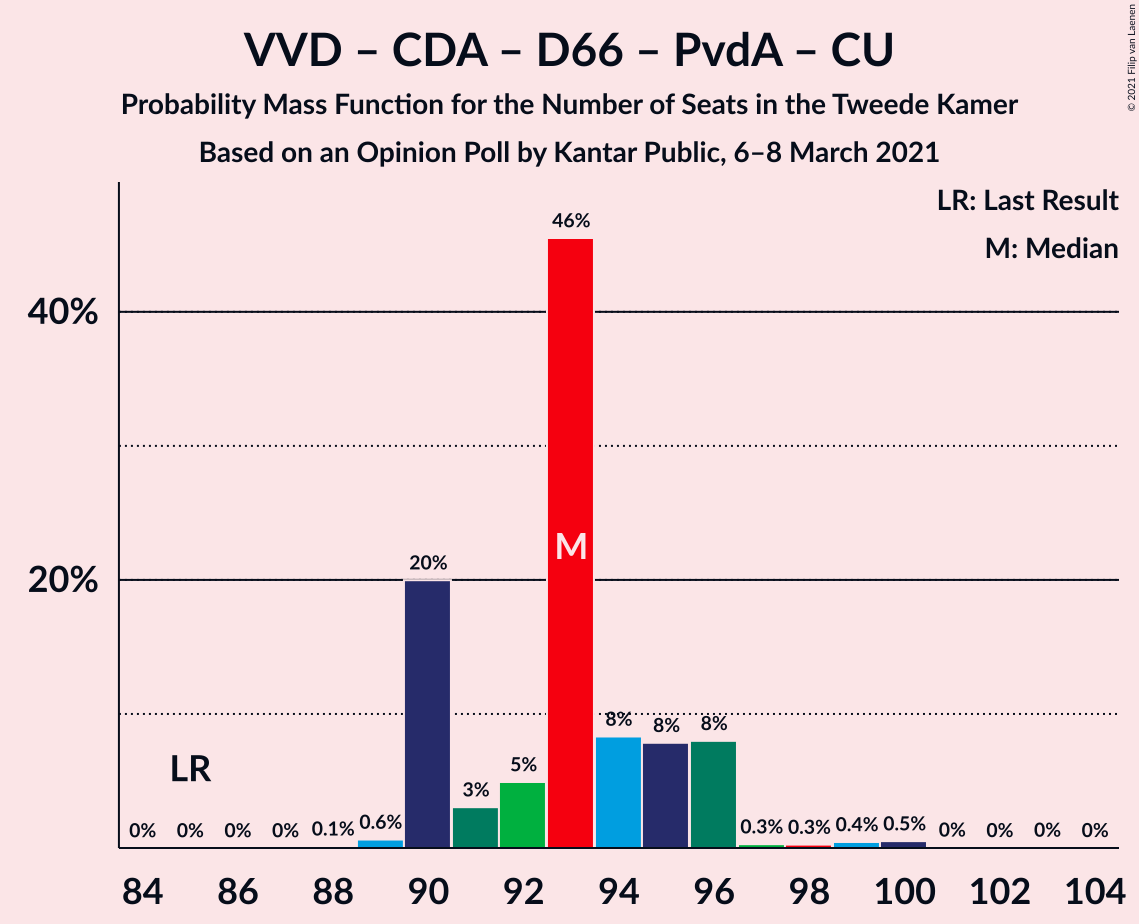 VVD – CDA – D66 – PvdA – CU
Probability Mass Function for the Number of Seats in the Tweede Kamer
Based on an Opinion Poll by Kantar Public, 6–8 March 2021
© 2021 Filip van Laenen
LR: Last Result
M: Median
46%
40%
M
20%
20%
LR
0% 0% 0% 0% 0.1% 0.6% 3% 5% 8% 8% 8% 0.3% 0.3% 0.4% 0.5% 0% 0% 0% 0%
84 86 88 90 92 94 96 98 100 102 104